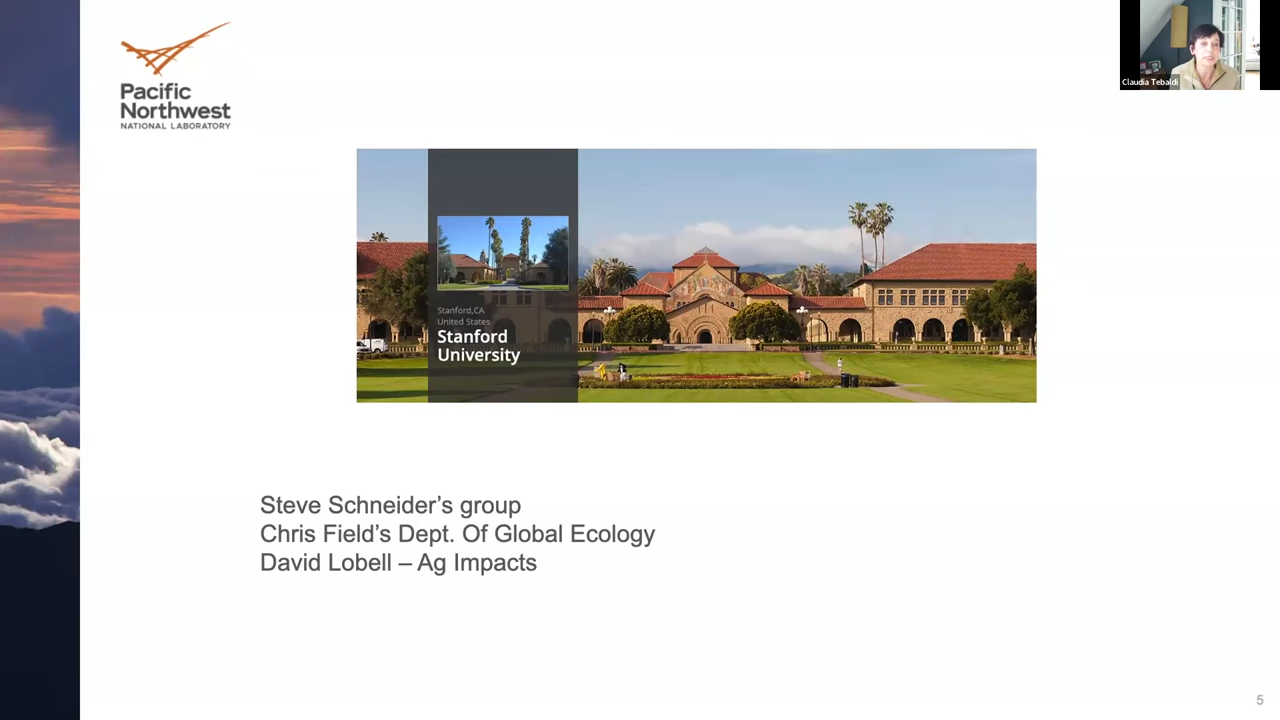 Pacific
Northwest
NATIONAL LABORATORY
Claudia Tebaldi
Stanford,CA
United States
Stanford
University
Steve Schneider’s group
Chris Field’s Dept. Of Global Ecology
David Lobell – Ag Impacts
5